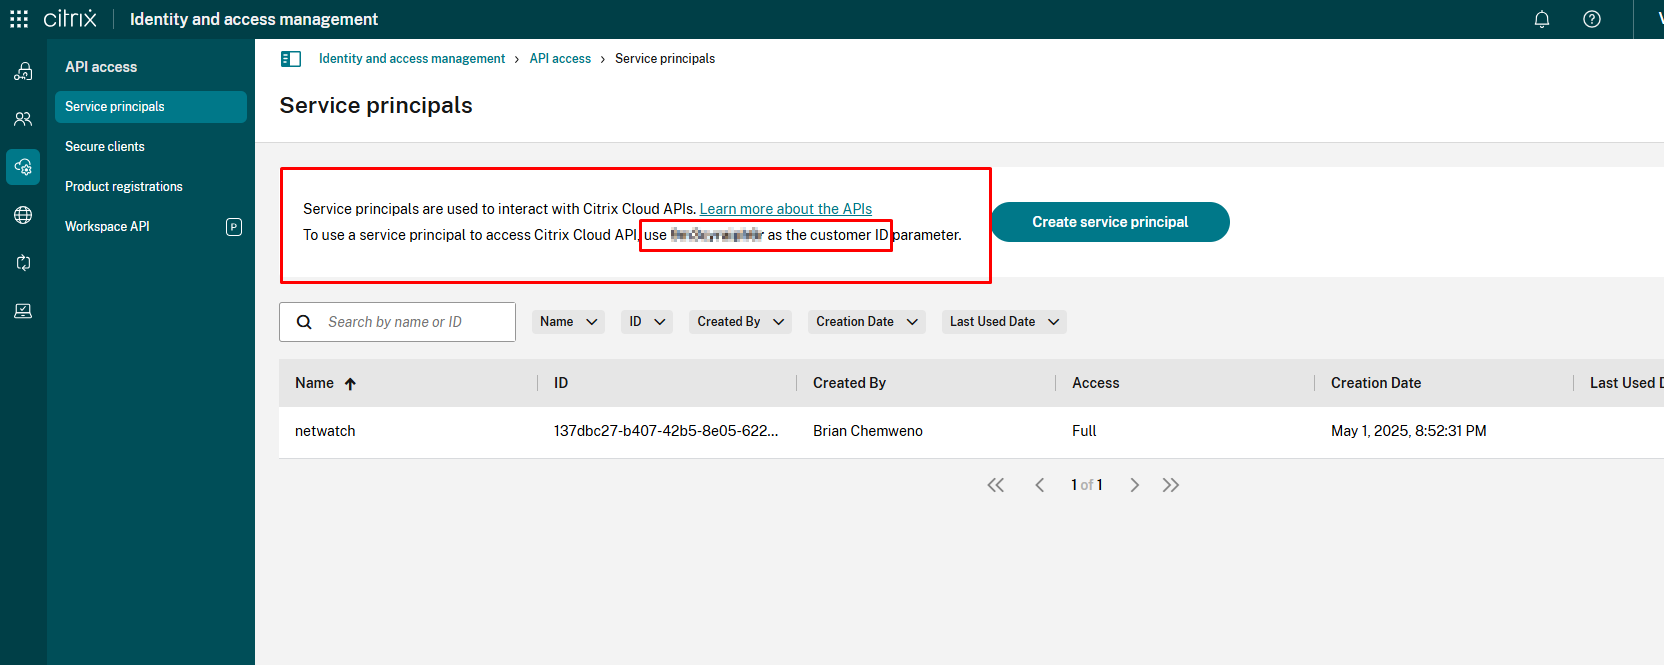 citrix Identity and access management
V
API access
Service principals
Secure clients
Product registrations
Workspace API P
Identity and access management > API access > Service principals
Service principals
Service principals are used to interact with Citrix Cloud APIs. Learn more about the APIs
To use a service principal to access Citrix Cloud API, use as the customer ID parameter.
Create service principal
Search by name or ID
Name ID Created By Creation Date Last Used Date
Name ID Created By Access Creation Date Last Used D
netwatch 137dbc27-b407-42b5-8e05-622... Brian Chemweno Full May 1, 2025, 8:52:31 PM
1 of 1